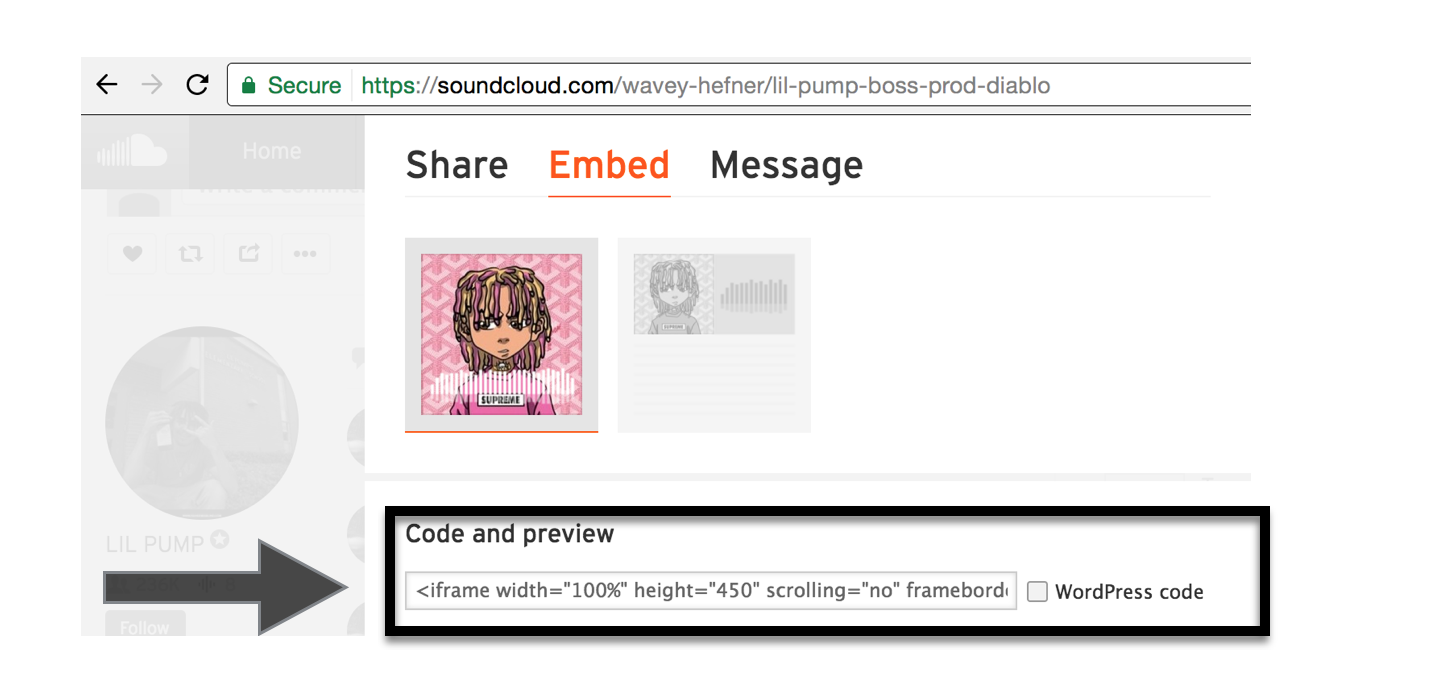 Secure https://soundcloud.com/wavey-hefner/lil-pump-boss-prod-diablo
Home
Share Embed Message
SUPREME
SUPREME
LIL PUMP
Follow
Code and preview
<iframe width="100%" height="450" scrolling="no" framebord
WordPress code